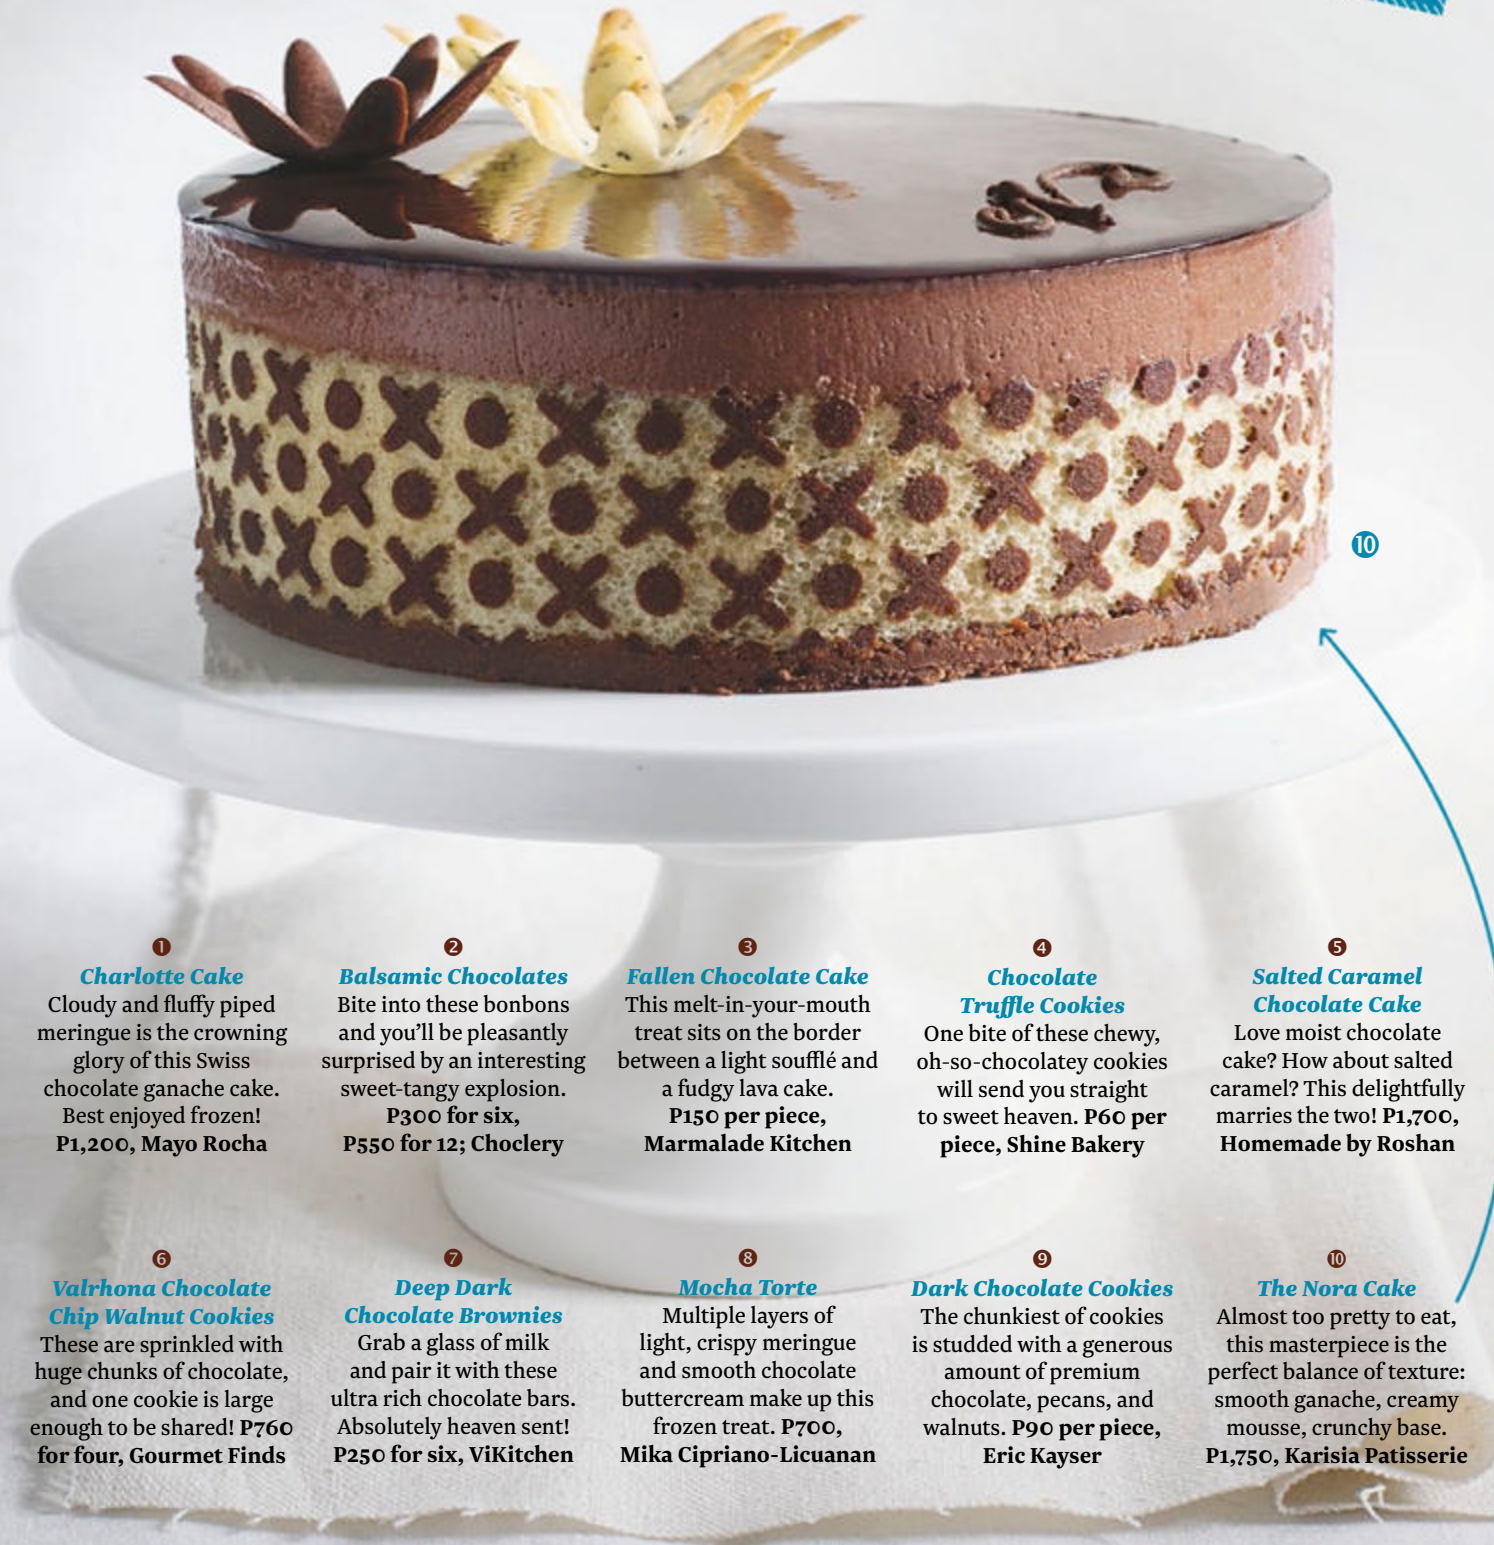 10
1
Charlotte Cake
Cloudy and fluffy piped
meringue is the crowning
glory of this Swiss
chocolate ganache cake.
Best enjoyed frozen!
P1,200, Mayo Rocha
2
Balsamic Chocolates
Bite into these bonbons
and you’ll be pleasantly
surprised by an interesting
sweet-tangy explosion.
P300 for six,
P550 for 12; Choclery
3
Fallen Chocolate Cake
This melt-in-your-mouth
treat sits on the border
between a light soufflé and
a fudgy lava cake.
P150 per piece,
Marmalade Kitchen
4
Chocolate
Truffle Cookies
One bite of these chewy,
oh-so-chocolatey cookies
will send you straight
to sweet heaven. P60 per
piece, Shine Bakery
5
Salted Caramel
Chocolate Cake
Love moist chocolate
cake? How about salted
caramel? This delightfully
marries the two! P1,700,
Homemade by Roshan
6
Valrhona Chocolate
Chip Walnut Cookies
These are sprinkled with
huge chunks of chocolate,
and one cookie is large
enough to be shared! P760
for four, Gourmet Finds
7
Deep Dark
Chocolate Brownies
Grab a glass of milk
and pair it with these
ultra rich chocolate bars.
Absolutely heaven sent!
P250 for six, ViKitchen
8
Mocha Torte
Multiple layers of
light, crispy meringue
and smooth chocolate
buttercream make up this
frozen treat. P700,
Mika Cipriano-Licuanan
9
Dark Chocolate Cookies
The chunkiest of cookies
is studded with a generous
amount of premium
chocolate, pecans, and
walnuts. P90 per piece,
Eric Kayser
10
The Nora Cake
Almost too pretty to eat,
this masterpiece is the
perfect balance of texture:
smooth ganache, creamy
mousse, crunchy base.
P1,750, Karisia Patisserie